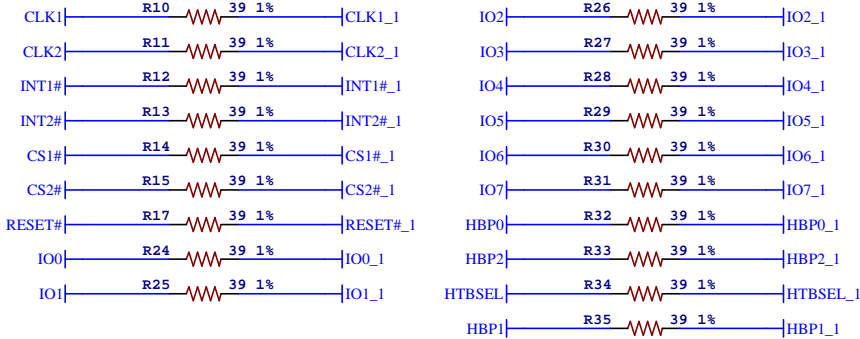 CLK1 R10 39 1% CLK1_1
CLK2 R11 39 1% CLK2_1
INT1# R12 39 1% INT1#_1
INT2# R13 39 1% INT2#_1
CS1# R14 39 1% CS1#_1
CS2# R15 39 1% CS2#_1
RESET# R17 39 1% RESET#_1
IO0 R24 39 1% IO0_1
IO1 R25 39 1% IO1_1
IO2 R26 39 1% IO2_1
IO3 R27 39 1% IO3_1
IO4 R28 39 1% IO4_1
IO5 R29 39 1% IO5_1
IO6 R30 39 1% IO6_1
IO7 R31 39 1% IO7_1
HBP0 R32 39 1% HBP0_1
HBP2 R33 39 1% HBP2_1
HTBSEL R34 39 1% HTBSEL_1
HBP1 R35 39 1% HBP1_1